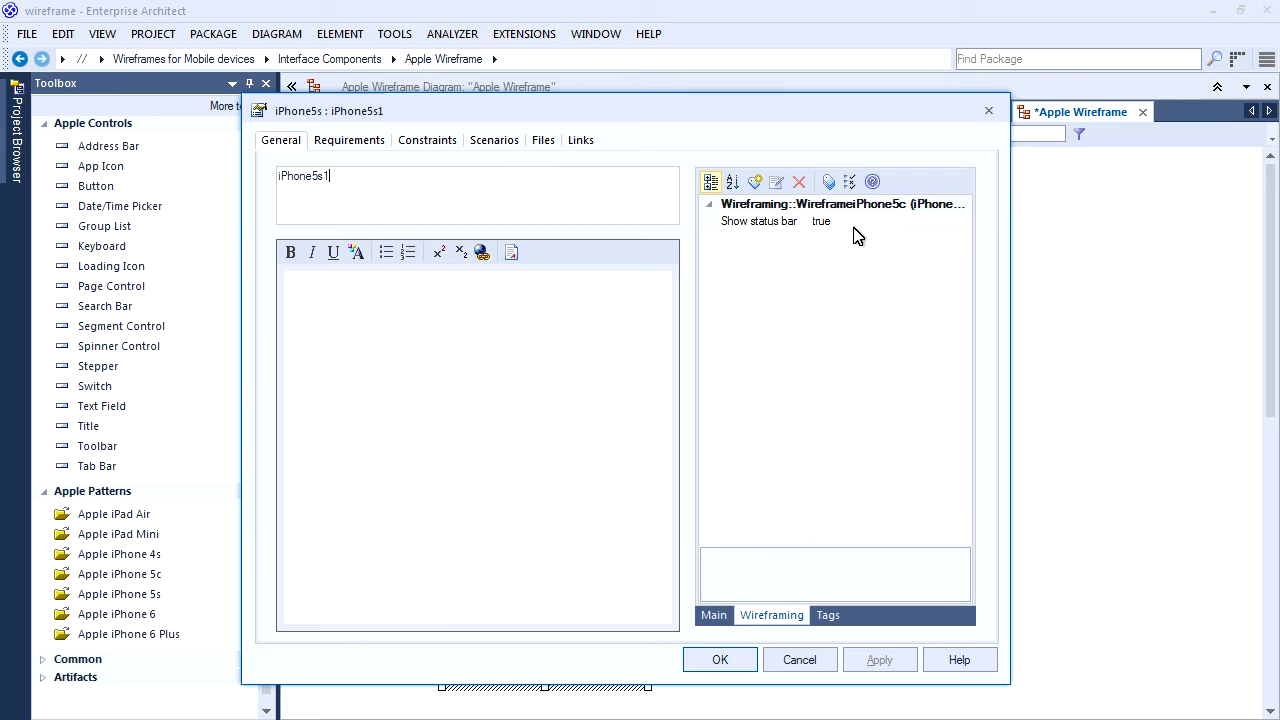 wireframe - Enterprise Architect
FILE EDIT VIEW PROJECT PACKAGE DIAGRAM ELEMENT TOOLS ANALYZER EXTENSIONS WINDOW HELP
// Wireframes for Mobile devices Interface Components Apple Wireframe Find Package
Toolbox
Apple Wireframe Diagram: "Apple Wireframe"
More to
*Apple Wireframe
Project Browser
Apple Controls
Address Bar
App Icon
Button
Date/Time Picker
Group List
Keyboard
Loading Icon
Page Control
Search Bar
Segment Control
Spinner Control
Stepper
Switch
Text Field
Title
Toolbar
Tab Bar
Apple Patterns
Apple iPad Air
Apple iPad Mini
Apple iPhone 4s
Apple iPhone 5c
Apple iPhone 5s
Apple iPhone 6
Apple iPhone 6 Plus
Common
Artifacts
iPhone5s : iPhone5s1
General Requirements Constraints Scenarios Files Links
iPhone5s1
B I U A x² x₂
Wireframing::WireframeiPhone5c (iPhone...
Show status bar true
Main Wireframing Tags
OK Cancel Apply Help